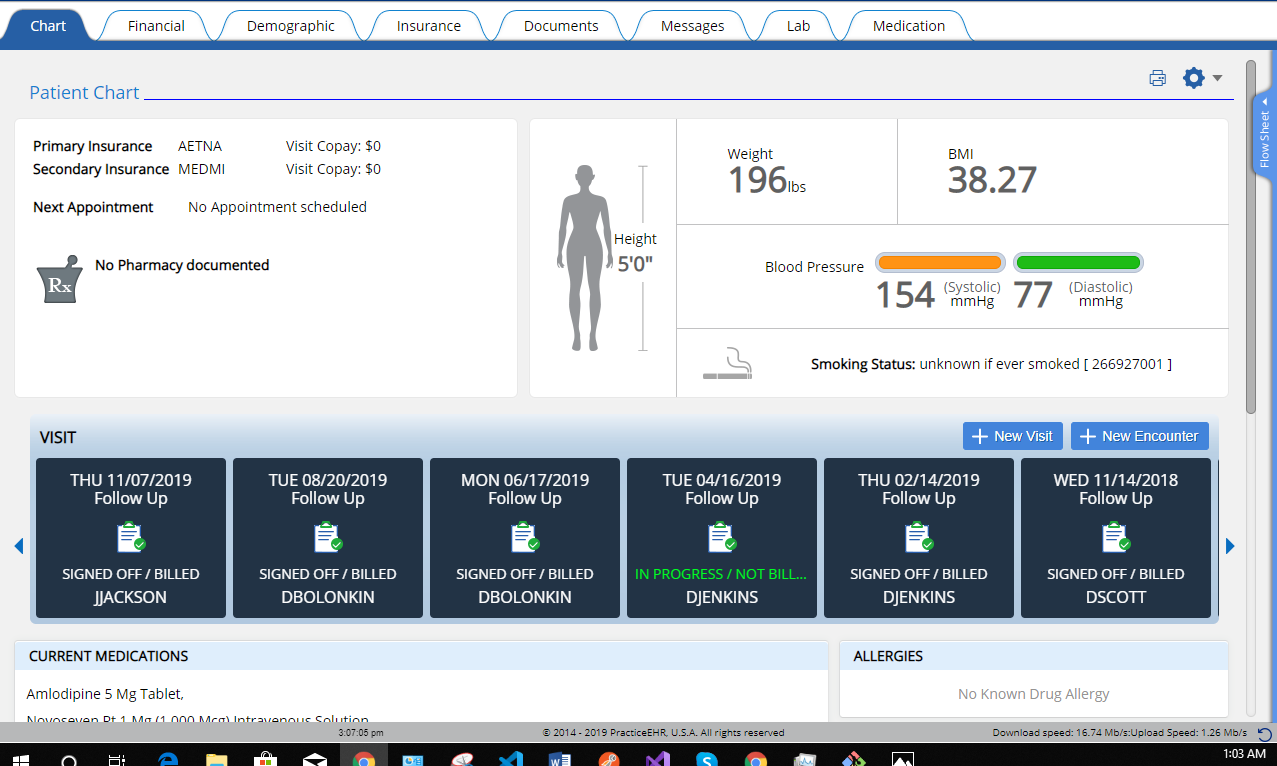 Chart Financial Demographic Insurance Documents Messages Lab Medication
Patient Chart
Flow Sheet
Primary Insurance AETNA Visit Copay: $0
Secondary Insurance MEDMI Visit Copay: $0
Next Appointment No Appointment scheduled
Rx No Pharmacy documented
Height
5'0"
Weight
196lbs
BMI
38.27
Blood Pressure
154 (Systolic) mmHg 77 (Diastolic) mmHg
Smoking Status: unknown if ever smoked [ 266927001 ]
VISIT
+ New Visit + New Encounter
THU 11/07/2019
Follow Up
SIGNED OFF / BILLED
JJACKSON
TUE 08/20/2019
Follow Up
SIGNED OFF / BILLED
DBOLONKIN
MON 06/17/2019
Follow Up
SIGNED OFF / BILLED
DBOLONKIN
TUE 04/16/2019
Follow Up
IN PROGRESS / NOT BILL...
DJENKINS
THU 02/14/2019
Follow Up
SIGNED OFF / BILLED
DJENKINS
WED 11/14/2018
Follow Up
SIGNED OFF / BILLED
DSCOTT
CURRENT MEDICATIONS
Amlodipine 5 Mg Tablet,
Novoseven Rt 1 Mg (1,000 Mcg) Intravenous Solution
ALLERGIES
No Known Drug Allergy
3:07:05 pm © 2014 - 2019 PracticeEHR, U.S.A. All rights reserved Download speed: 16.74 Mb/s:Upload Speed: 1.26 Mb/s
1:03 AM